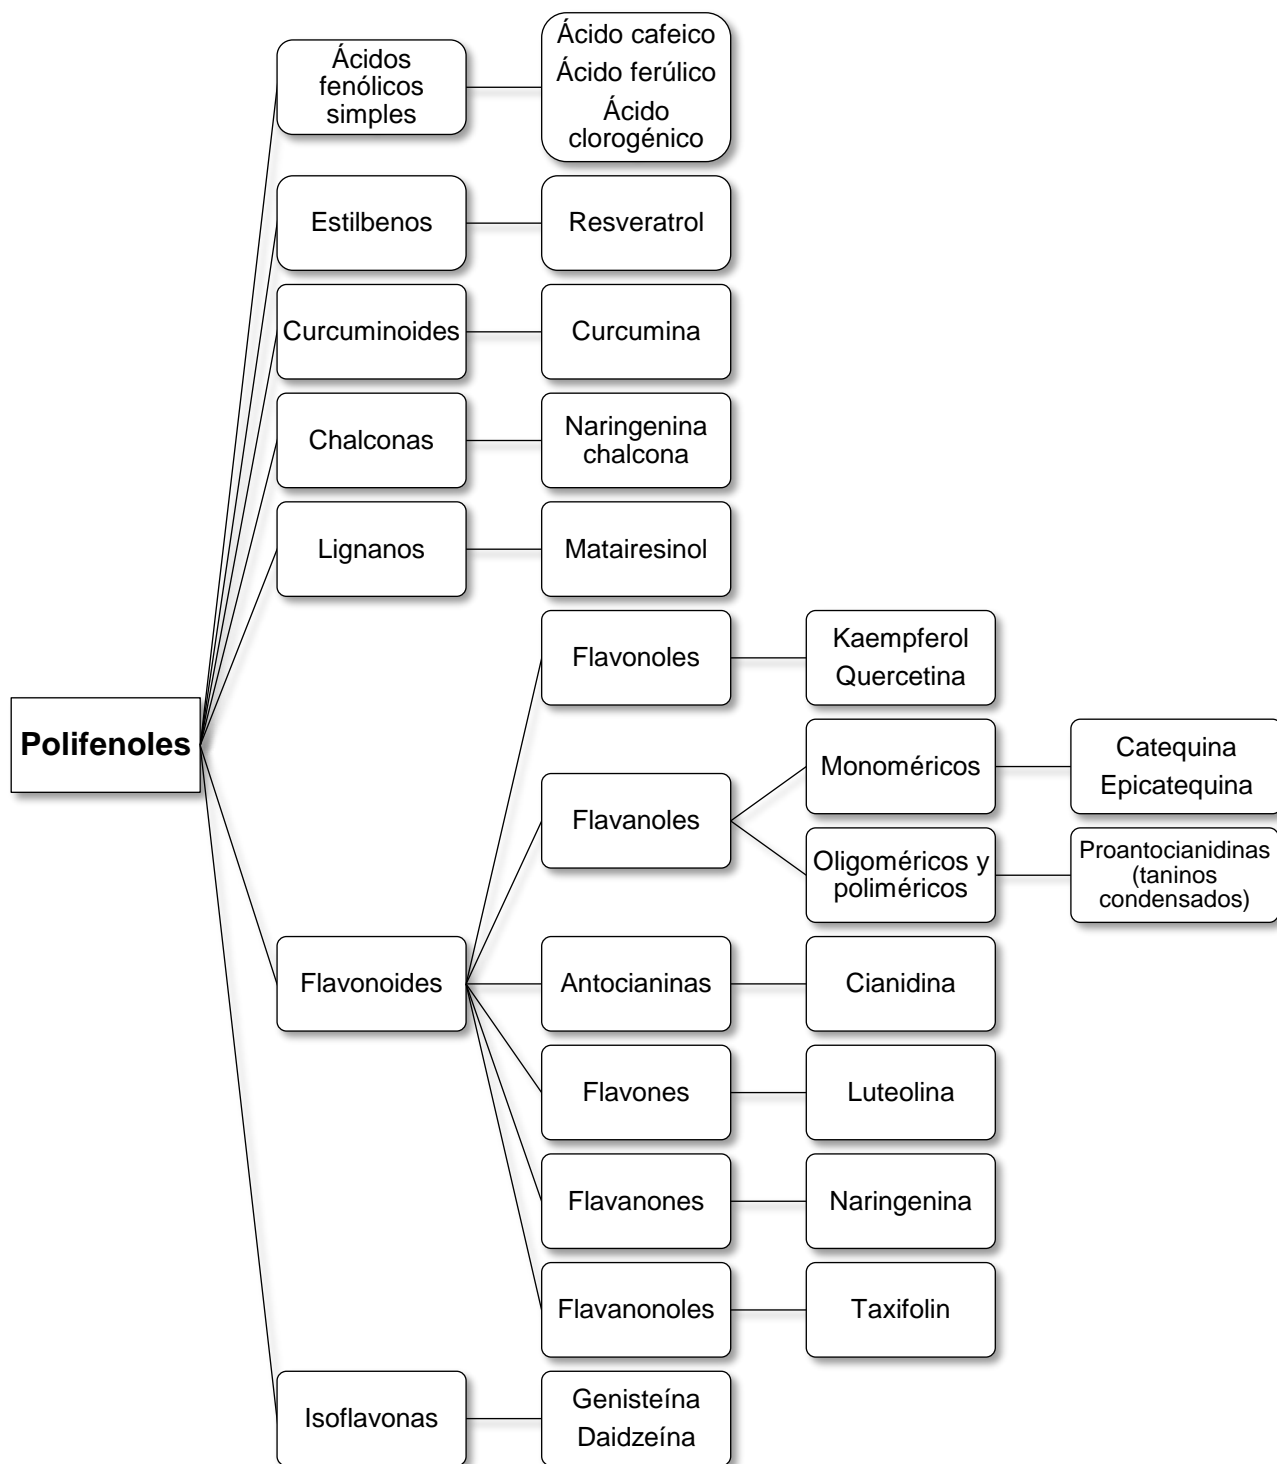 Ácidos
fenólicos
simples
Ácido cafeico
Ácido ferúlico
Ácido
clorogénico
Estilbenos
Resveratrol
Curcuminoides
Curcumina
Chalconas
Naringenina
chalcona
Lignanos
Matairesinol
Polifenoles
Flavonoides
Flavonoles
Kaempferol
Quercetina
Flavanoles
Monoméricos
Catequina
Epicatequina
Oligoméricos y
poliméricos
Proantocianidinas
(taninos
condensados)
Antocianinas
Cianidina
Flavones
Luteolina
Flavanones
Naringenina
Flavanonoles
Taxifolin
Isoflavonas
Genisteína
Daidzeína